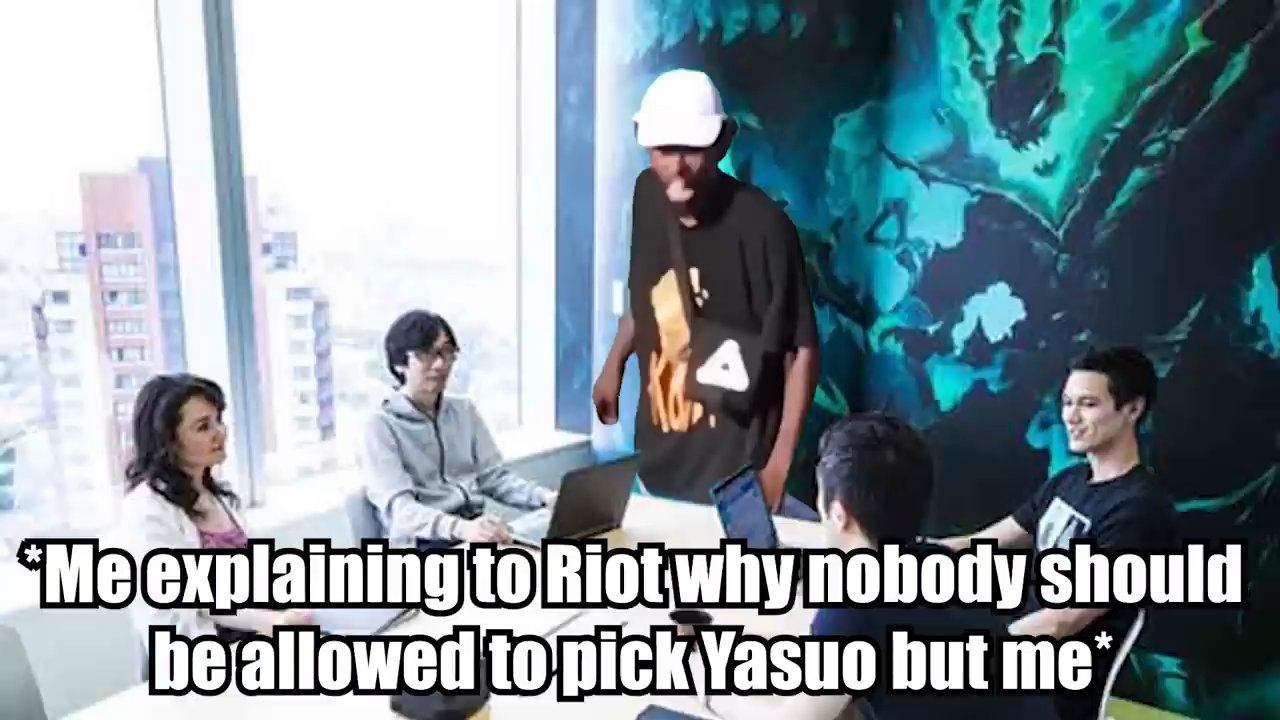 *Me explaining to Riot why nobody should
be allowed to pick Yasuo but me*